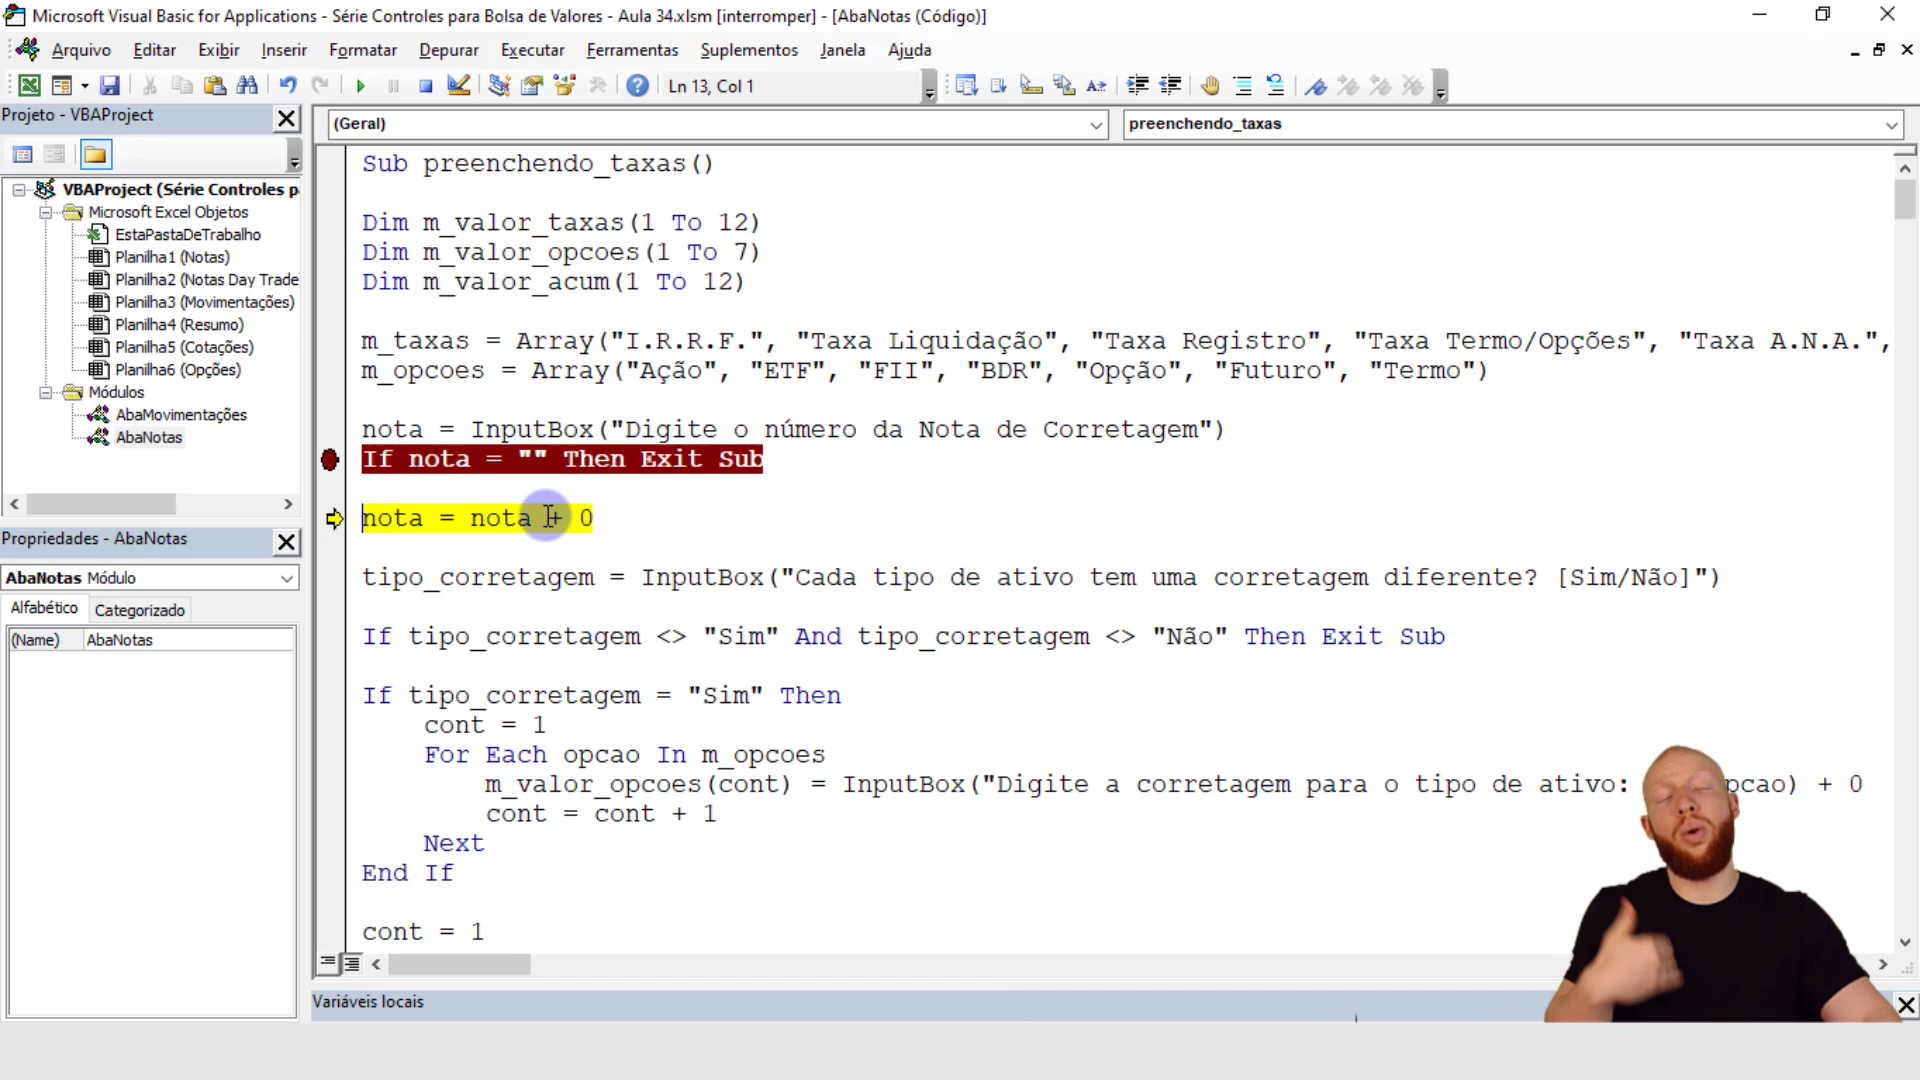 Microsoft Visual Basic for Applications - Série Controles para Bolsa de Valores - Aula 34.xlsm [interromper] - [AbaNotas (Código)]
Arquivo Editar Exibir Inserir Formatar Depurar Executar Ferramentas Suplementos Janela Ajuda
Ln 13, Col 1
Projeto - VBAProject
VBAProject (Série Controles p
Microsoft Excel Objetos
EstaPastaDeTrabalho
Planilha1 (Notas)
Planilha2 (Notas Day Trade
Planilha3 (Movimentações)
Planilha4 (Resumo)
Planilha5 (Cotações)
Planilha6 (Opções)
Módulos
AbaMovimentações
AbaNotas
Propriedades - AbaNotas
AbaNotas Módulo
Alfabético Categorizado
(Name) AbaNotas
(Geral) preenchendo_taxas
Sub preenchendo_taxas()
Dim m_valor_taxas(1 To 12)
Dim m_valor_opcoes(1 To 7)
Dim m_valor_acum(1 To 12)
m_taxas = Array("I.R.R.F.", "Taxa Liquidação", "Taxa Registro", "Taxa Termo/Opções", "Taxa A.N.A.",
m_opcoes = Array("Ação", "ETF", "FII", "BDR", "Opção", "Futuro", "Termo")
nota = InputBox("Digite o número da Nota de Corretagem")
If nota = "" Then Exit Sub
nota = nota + 0
tipo_corretagem = InputBox("Cada tipo de ativo tem uma corretagem diferente? [Sim/Não]")
If tipo_corretagem <> "Sim" And tipo_corretagem <> "Não" Then Exit Sub
If tipo_corretagem = "Sim" Then
cont = 1
For Each opcao In m_opcoes
m_valor_opcoes(cont) = InputBox("Digite a corretagem para o tipo de ativo: pcao) + 0
cont = cont + 1
Next
End If
cont = 1
Variáveis locais